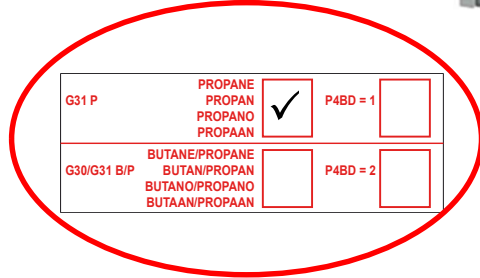 PROPANE
G31 P PROPAN ✓ P4BD = 1
PROPANO
PROPAAN
BUTANE/PROPANE
G30/G31 B/P BUTAN/PROPAN P4BD = 2
BUTANO/PROPANO
BUTAAN/PROPAAN